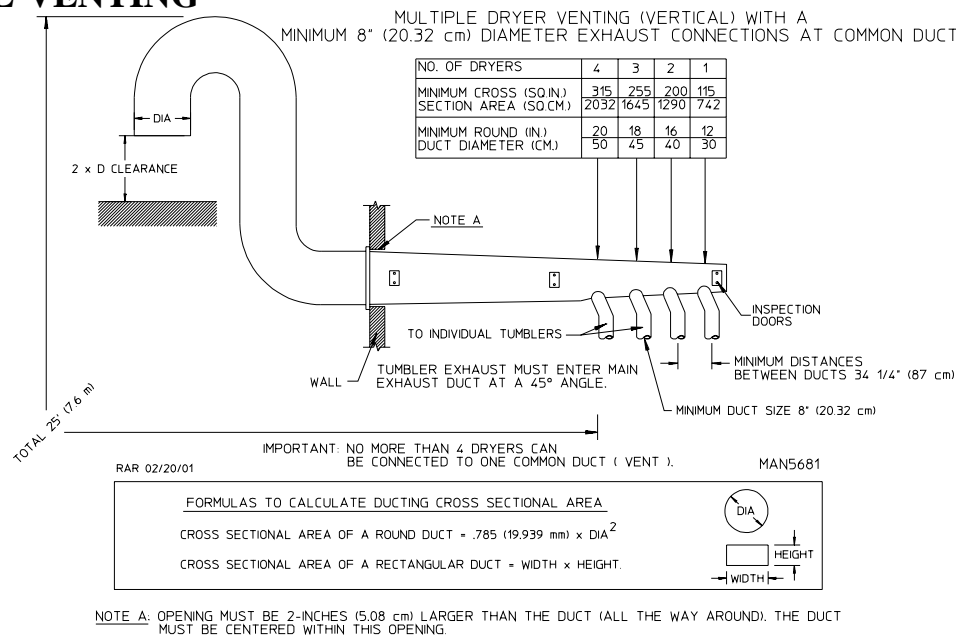 VENTING
MULTIPLE DRYER VENTING (VERTICAL) WITH A
MINIMUM 8" (20.32 cm) DIAMETER EXHAUST CONNECTIONS AT COMMON DUCT
NO. OF DRYERS 4 3 2 1
MINIMUM CROSS (SQ.IN.) 315 255 200 115
SECTION AREA (SQ.CM.) 2032 1645 1290 742
MINIMUM ROUND (IN.) 20 18 16 12
DUCT DIAMETER (CM.) 50 45 40 30
DIA
2 x D CLEARANCE
NOTE A
INSPECTION
DOORS
TO INDIVIDUAL TUMBLERS
MINIMUM DISTANCES
BETWEEN DUCTS 34 1/4" (87 cm)
WALL
TUMBLER EXHAUST MUST ENTER MAIN
EXHAUST DUCT AT A 45° ANGLE.
MINIMUM DUCT SIZE 8" (20.32 cm)
TOTAL 25' (7.6 m)
IMPORTANT: NO MORE THAN 4 DRYERS CAN
BE CONNECTED TO ONE COMMON DUCT ( VENT ).
RAR 02/20/01
MAN5681
FORMULAS TO CALCULATE DUCTING CROSS SECTIONAL AREA
CROSS SECTIONAL AREA OF A ROUND DUCT = .785 (19.939 mm) x DIA2
CROSS SECTIONAL AREA OF A RECTANGULAR DUCT = WIDTH x HEIGHT.
DIA
HEIGHT
WIDTH
NOTE A: OPENING MUST BE 2-INCHES (5.08 cm) LARGER THAN THE DUCT (ALL THE WAY AROUND). THE DUCT
MUST BE CENTERED WITHIN THIS OPENING.